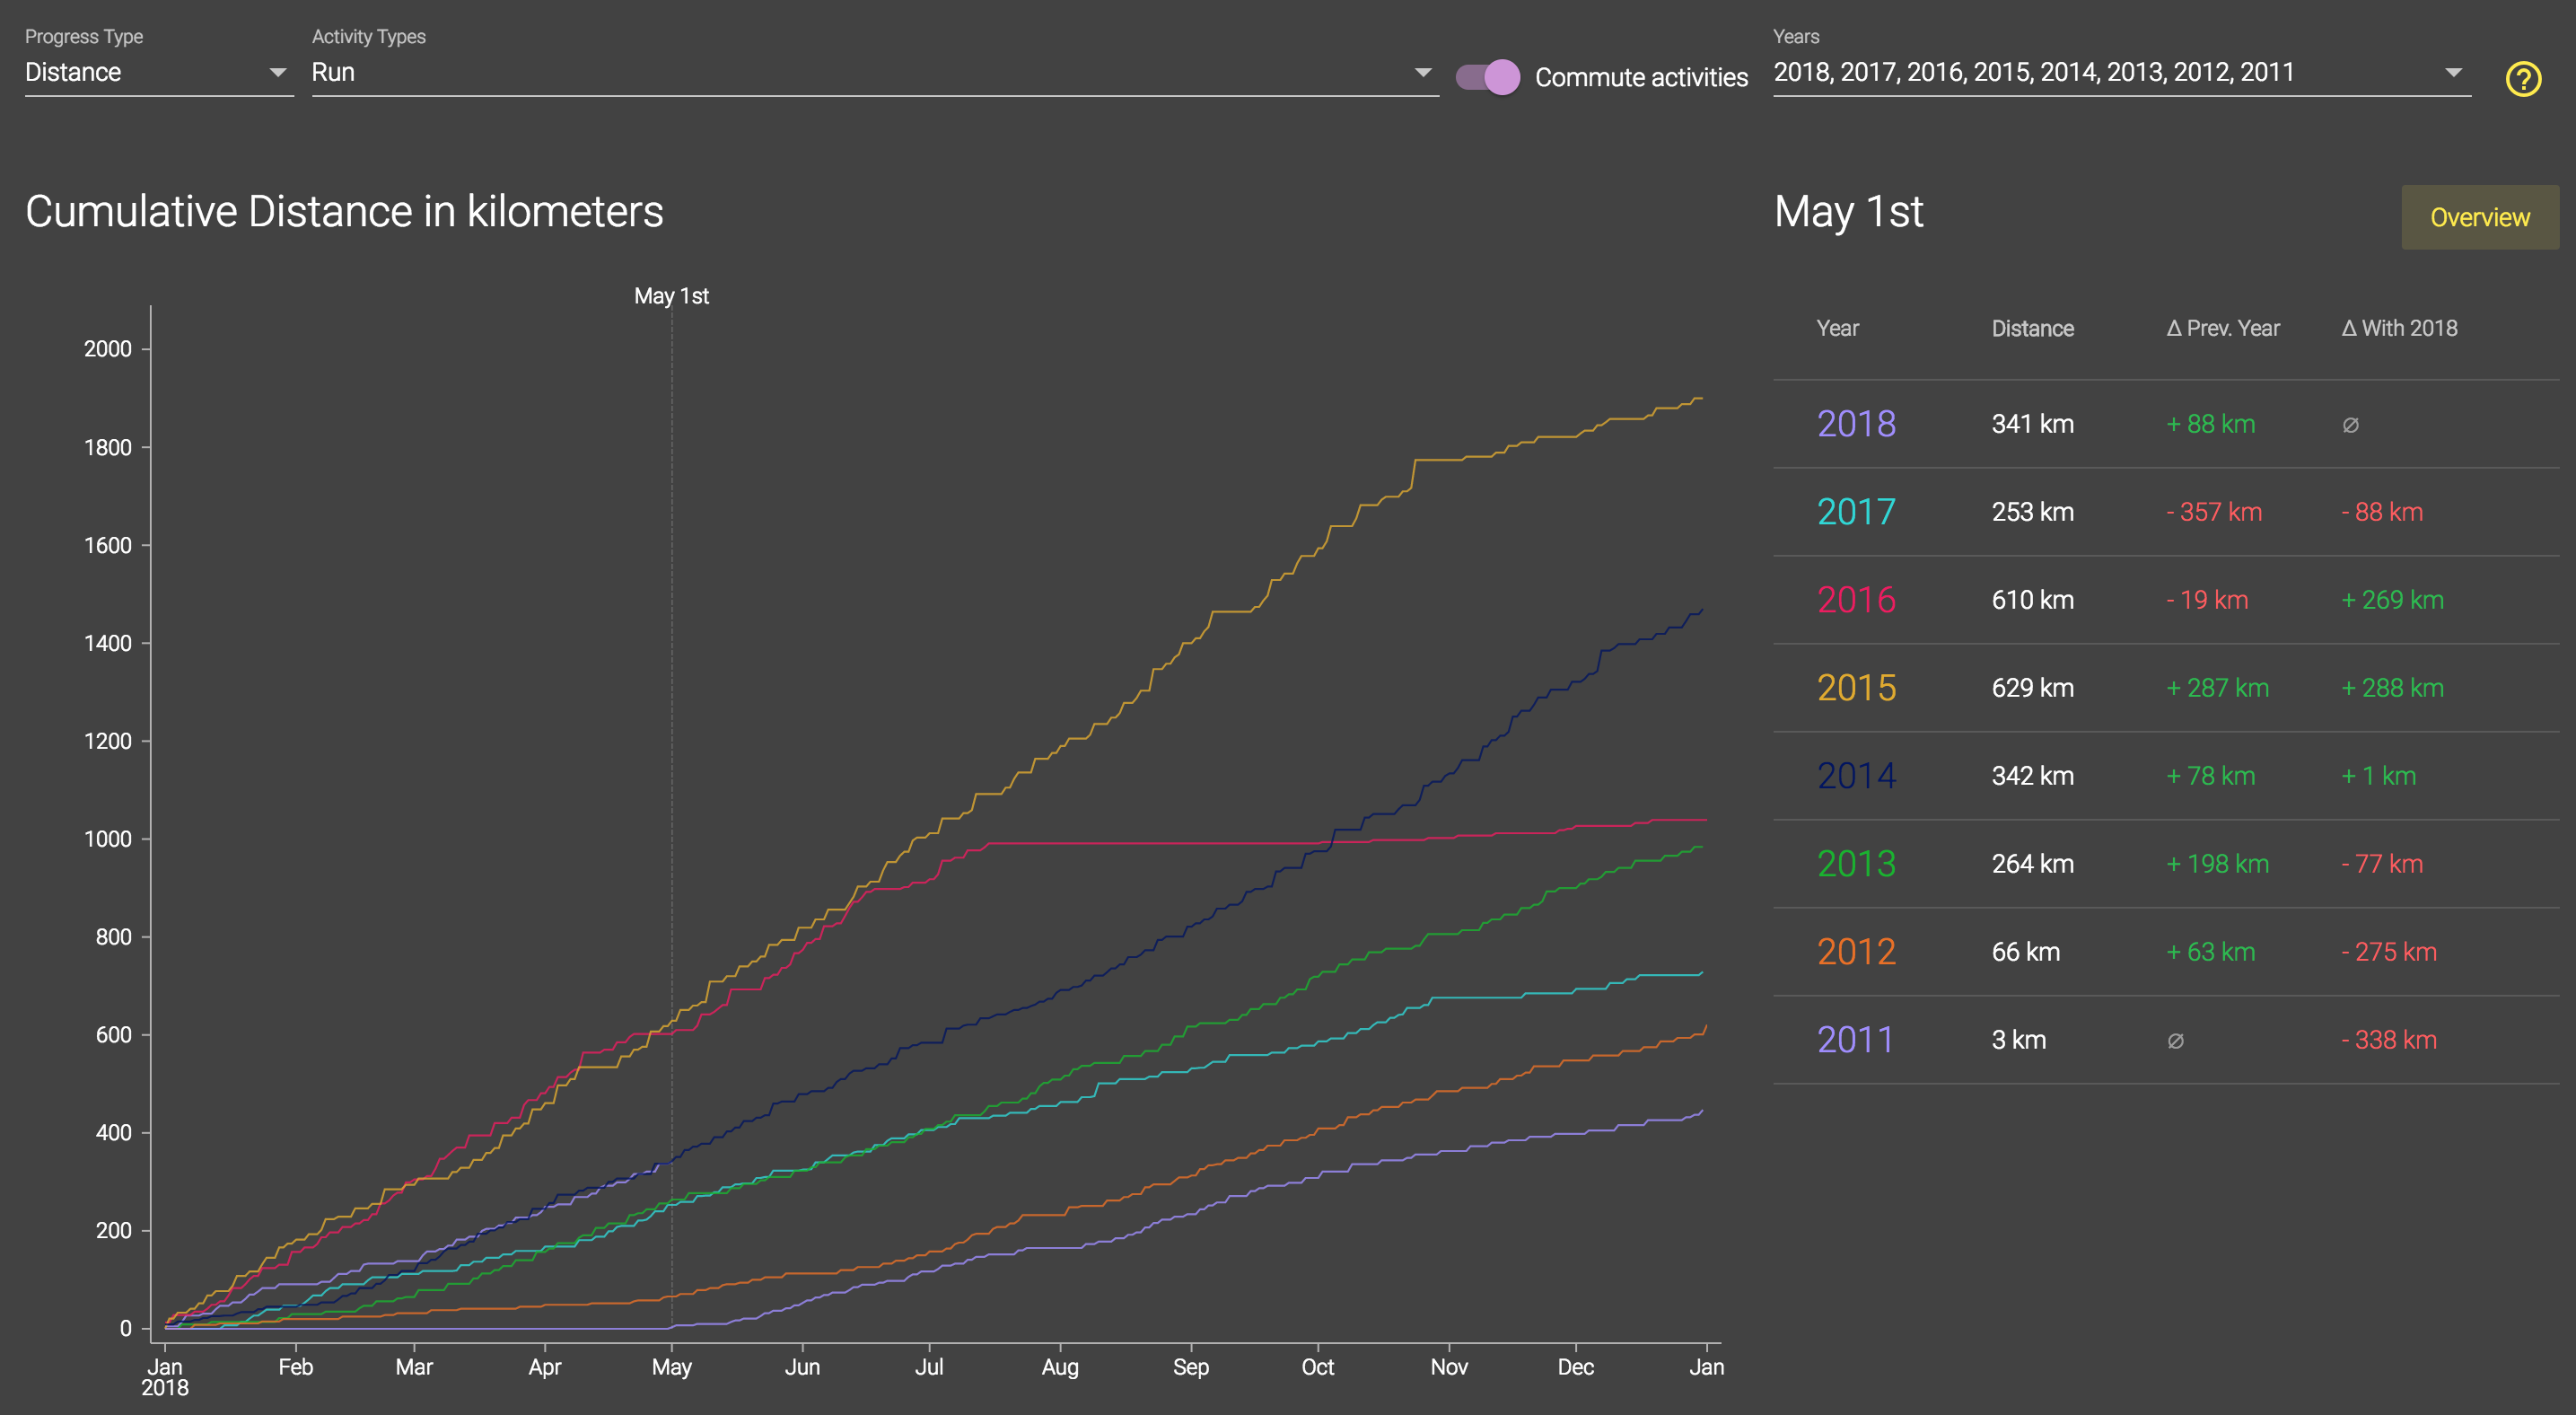 Progress Type
Distance
Activity Types
Run
Commute activities
Years
2018, 2017, 2016, 2015, 2014, 2013, 2012, 2011
?
Cumulative Distance in kilometers
May 1st
2000
1800
1600
1400
1200
1000
800
600
400
200
0
Jan Feb Mar Apr May Jun Jul Aug Sep Oct Nov Dec Jan
2018
May 1st
Overview
Year Distance Δ Prev. Year Δ With 2018
2018 341 km + 88 km ∅
2017 253 km - 357 km - 88 km
2016 610 km - 19 km + 269 km
2015 629 km + 287 km + 288 km
2014 342 km + 78 km + 1 km
2013 264 km + 198 km - 77 km
2012 66 km + 63 km - 275 km
2011 3 km ∅ - 338 km